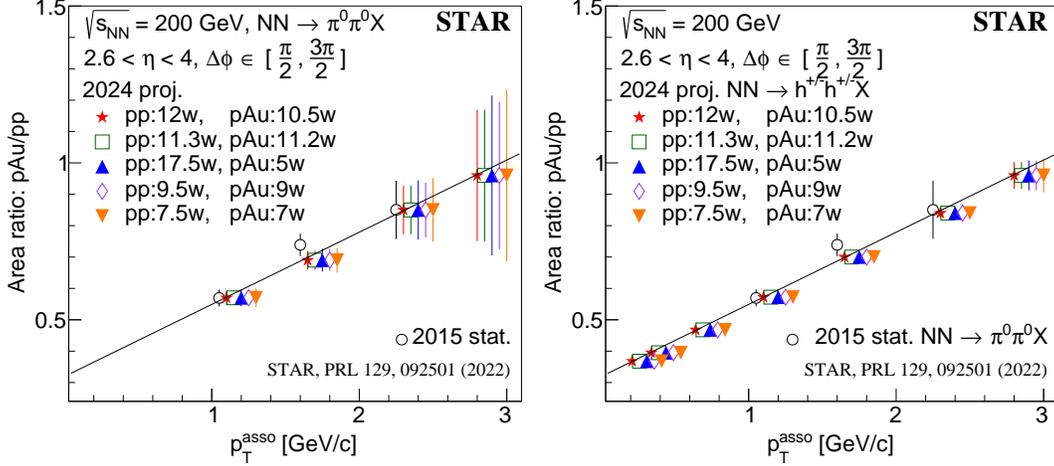 √s_NN = 200 GeV, NN → π⁰π⁰X
STAR
2.6 < η < 4, Δϕ ∈ [π/2, 3π/2]
2024 proj.
pp:12w, pAu:10.5w
pp:11.3w, pAu:11.2w
pp:17.5w, pAu:5w
pp:9.5w, pAu:9w
pp:7.5w, pAu:7w
2015 stat.
STAR, PRL 129, 092501 (2022)
Area ratio: pAu/pp
1.5
1
0.5
1 2 3
p_T^asso [GeV/c]
√s_NN = 200 GeV
STAR
2.6 < η < 4, Δϕ ∈ [π/2, 3π/2]
2024 proj. NN → h^+/-h^+/-X
pp:12w, pAu:10.5w
pp:11.3w, pAu:11.2w
pp:17.5w, pAu:5w
pp:9.5w, pAu:9w
pp:7.5w, pAu:7w
2015 stat. NN → π⁰π⁰X
STAR, PRL 129, 092501 (2022)
Area ratio: pAu/pp
1.5
1
0.5
1 2 3
p_T^asso [GeV/c]